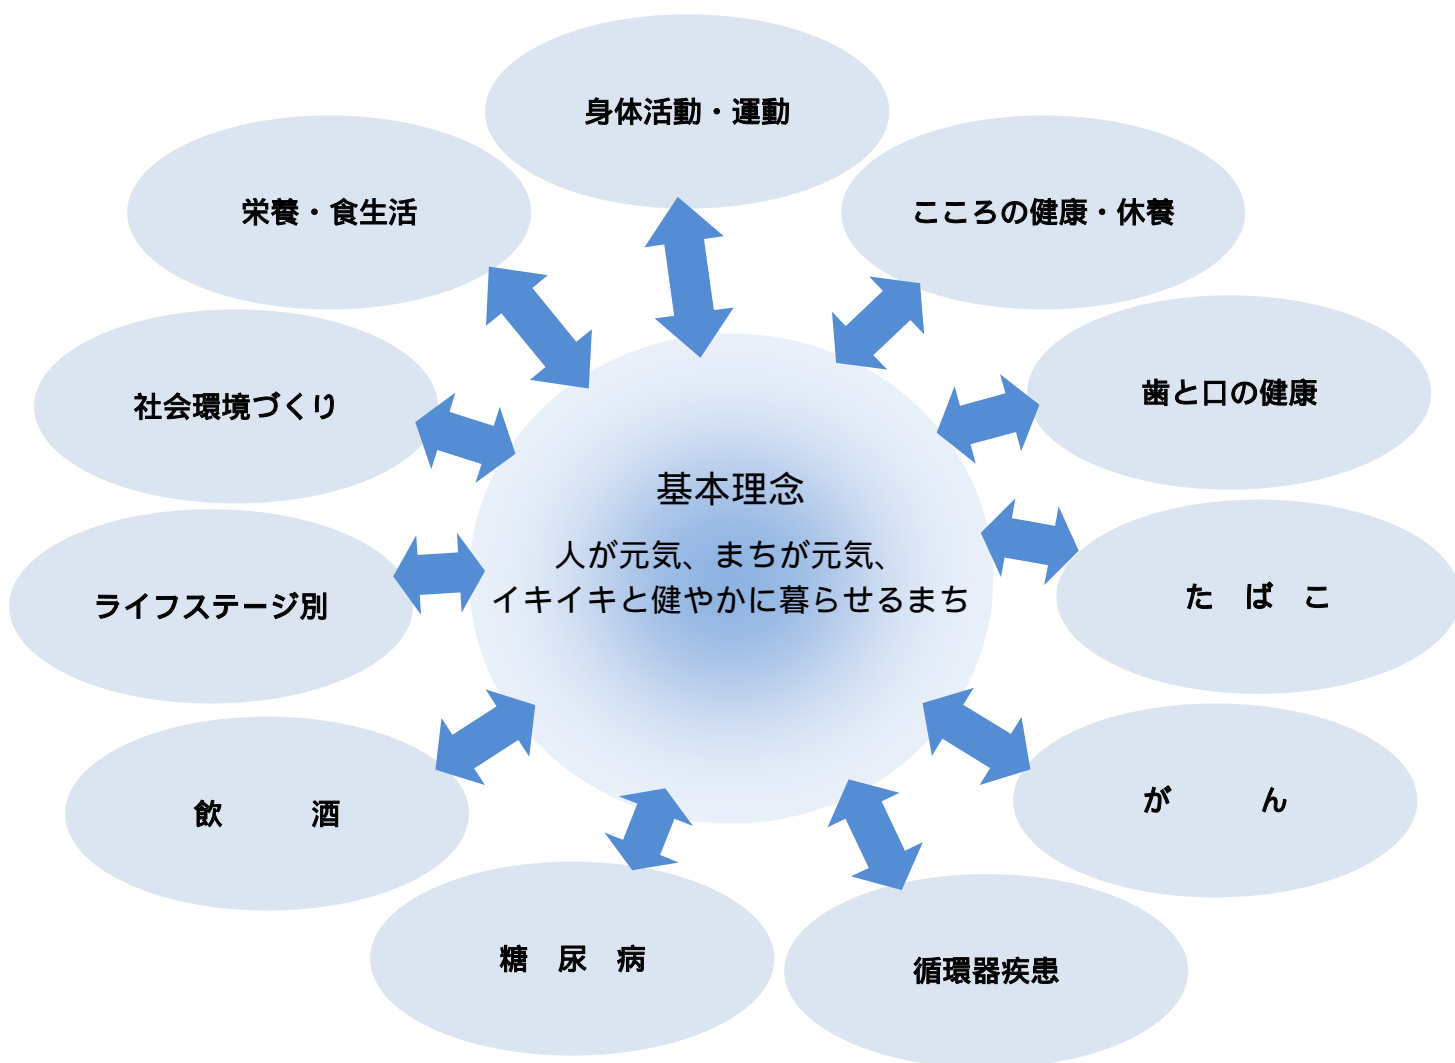 身体活動・運動
栄養・食生活
こころの健康・休養
社会環境づくり
歯と口の健康
基本理念
人が元気、まちが元気、
イキイキと健やかに暮らせるまち
ライフステージ別
た　ば　こ
飲　　　酒
が　　　ん
糖　尿　病
循環器疾患